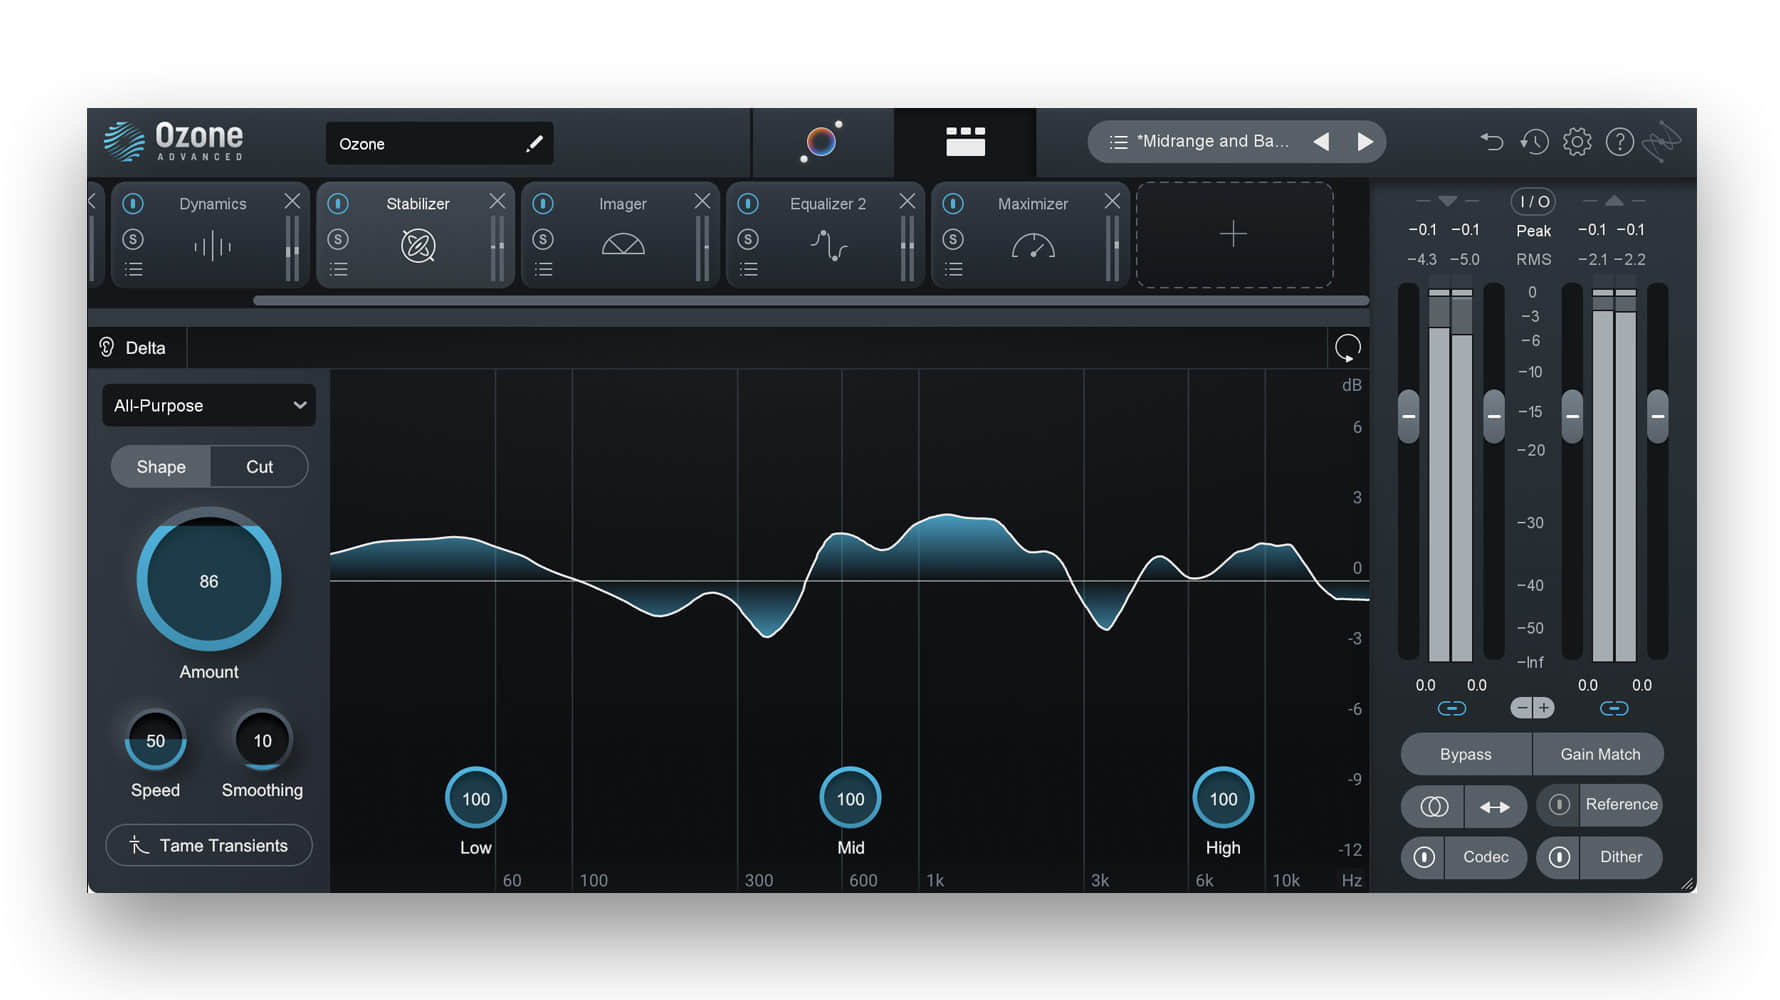 Ozone
ADVANCED
Ozone
*Midrange and Ba...
?
Dynamics
S
Stabilizer
S
Imager
S
Equalizer 2
S
Maximizer
S
I / O
-0.1 -0.1 Peak -0.1 -0.1
-4.3 -5.0 RMS -2.1 -2.2
0
-3
-6
-10
-15
-20
-30
-40
-50
-Inf
0.0 0.0 0.0 0.0
Delta
All-Purpose
Shape Cut
86
Amount
50 10
Speed Smoothing
Tame Transients
dB
6
3
0
-3
-6
-9
-12
100 100 100
Low Mid High
60 100 300 600 1k 3k 6k 10k Hz
Bypass Gain Match
Reference
Codec Dither